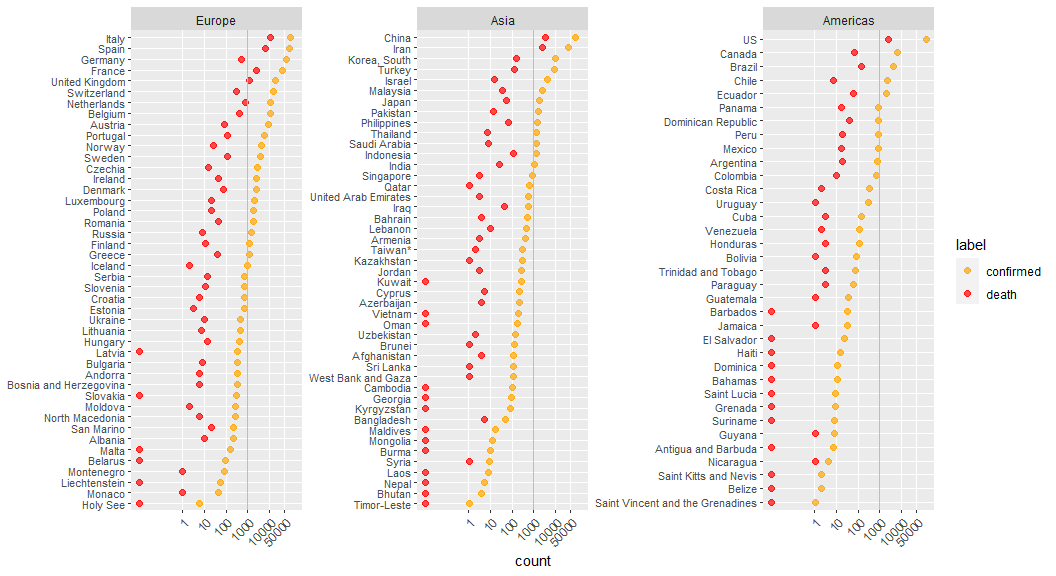 Europe
Italy
Spain
Germany
France
United Kingdom
Switzerland
Netherlands
Belgium
Austria
Portugal
Norway
Sweden
Czechia
Ireland
Denmark
Luxembourg
Poland
Romania
Russia
Finland
Greece
Iceland
Serbia
Slovenia
Croatia
Estonia
Ukraine
Lithuania
Hungary
Latvia
Bulgaria
Andorra
Bosnia and Herzegovina
Slovakia
Moldova
North Macedonia
San Marino
Albania
Malta
Belarus
Montenegro
Liechtenstein
Monaco
Holy See
1
10
100
1000
10000
50000
Asia
China
Iran
Korea, South
Turkey
Israel
Malaysia
Japan
Pakistan
Philippines
Thailand
Saudi Arabia
Indonesia
India
Singapore
Qatar
United Arab Emirates
Iraq
Bahrain
Lebanon
Armenia
Taiwan*
Kazakhstan
Jordan
Kuwait
Cyprus
Azerbaijan
Vietnam
Oman
Uzbekistan
Brunei
Afghanistan
Sri Lanka
West Bank and Gaza
Cambodia
Georgia
Kyrgyzstan
Bangladesh
Maldives
Mongolia
Burma
Syria
Laos
Nepal
Bhutan
Timor-Leste
1
10
100
1000
10000
50000
Americas
US
Canada
Brazil
Chile
Ecuador
Panama
Dominican Republic
Peru
Mexico
Argentina
Colombia
Costa Rica
Uruguay
Cuba
Venezuela
Honduras
Bolivia
Trinidad and Tobago
Paraguay
Guatemala
Barbados
Jamaica
El Salvador
Haiti
Dominica
Bahamas
Saint Lucia
Grenada
Suriname
Guyana
Antigua and Barbuda
Nicaragua
Saint Kitts and Nevis
Belize
Saint Vincent and the Grenadines
1
10
100
1000
10000
50000
count
label
confirmed
death